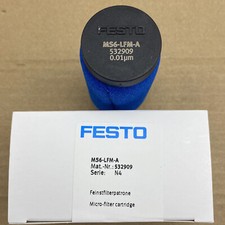 FESTO
MS6-LFM-A
532909
0.01µm
FESTO
MS6-LFM-A
Mat.-Nr.: 532909
Serie: N4
Feinstfilterpatrone
Micro-filter cartridge